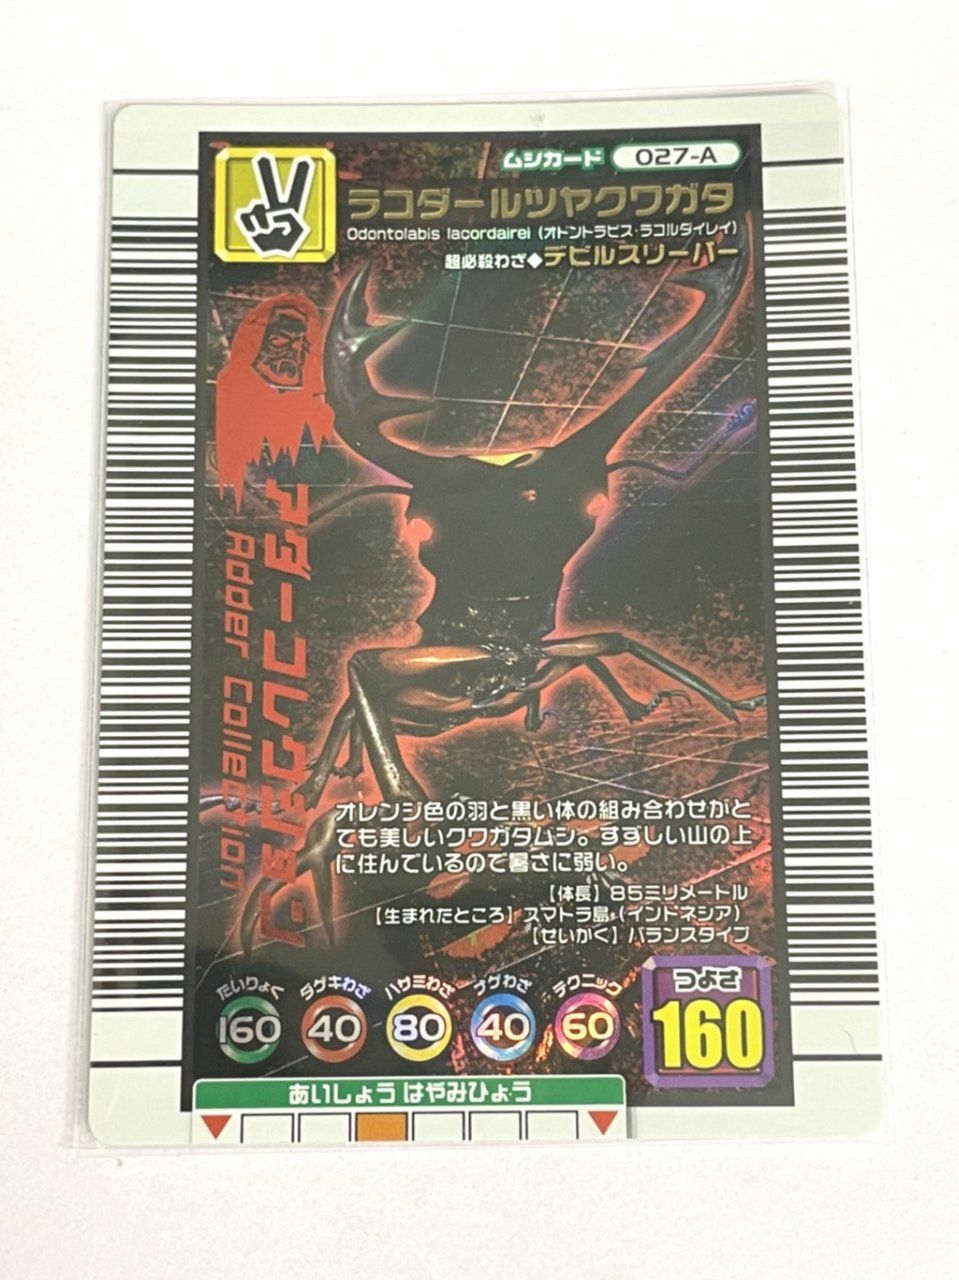 ムシカード 027-A
ラコダールツヤクワガタ
Odontolabis lacordairei (オドントラビス・ラコルダイレイ)
超必殺わざ◆デビルスリーパー
アダーコレクション
Adder Collection
オレンジ色の羽と黒い体の組み合わせがと
ても美しいクワガタムシ。すずしい山の上
に住んでいるので暑さに弱い。
【体長】85ミリメートル
【生まれたところ】スマトラ島（インドネシア）
【せいかく】バランスタイプ
たいりょく ダゲキわざ ハサミわざ ナゲわざ テクニック つよさ
160 40 80 40 60 160
あいしょう はやみひょう